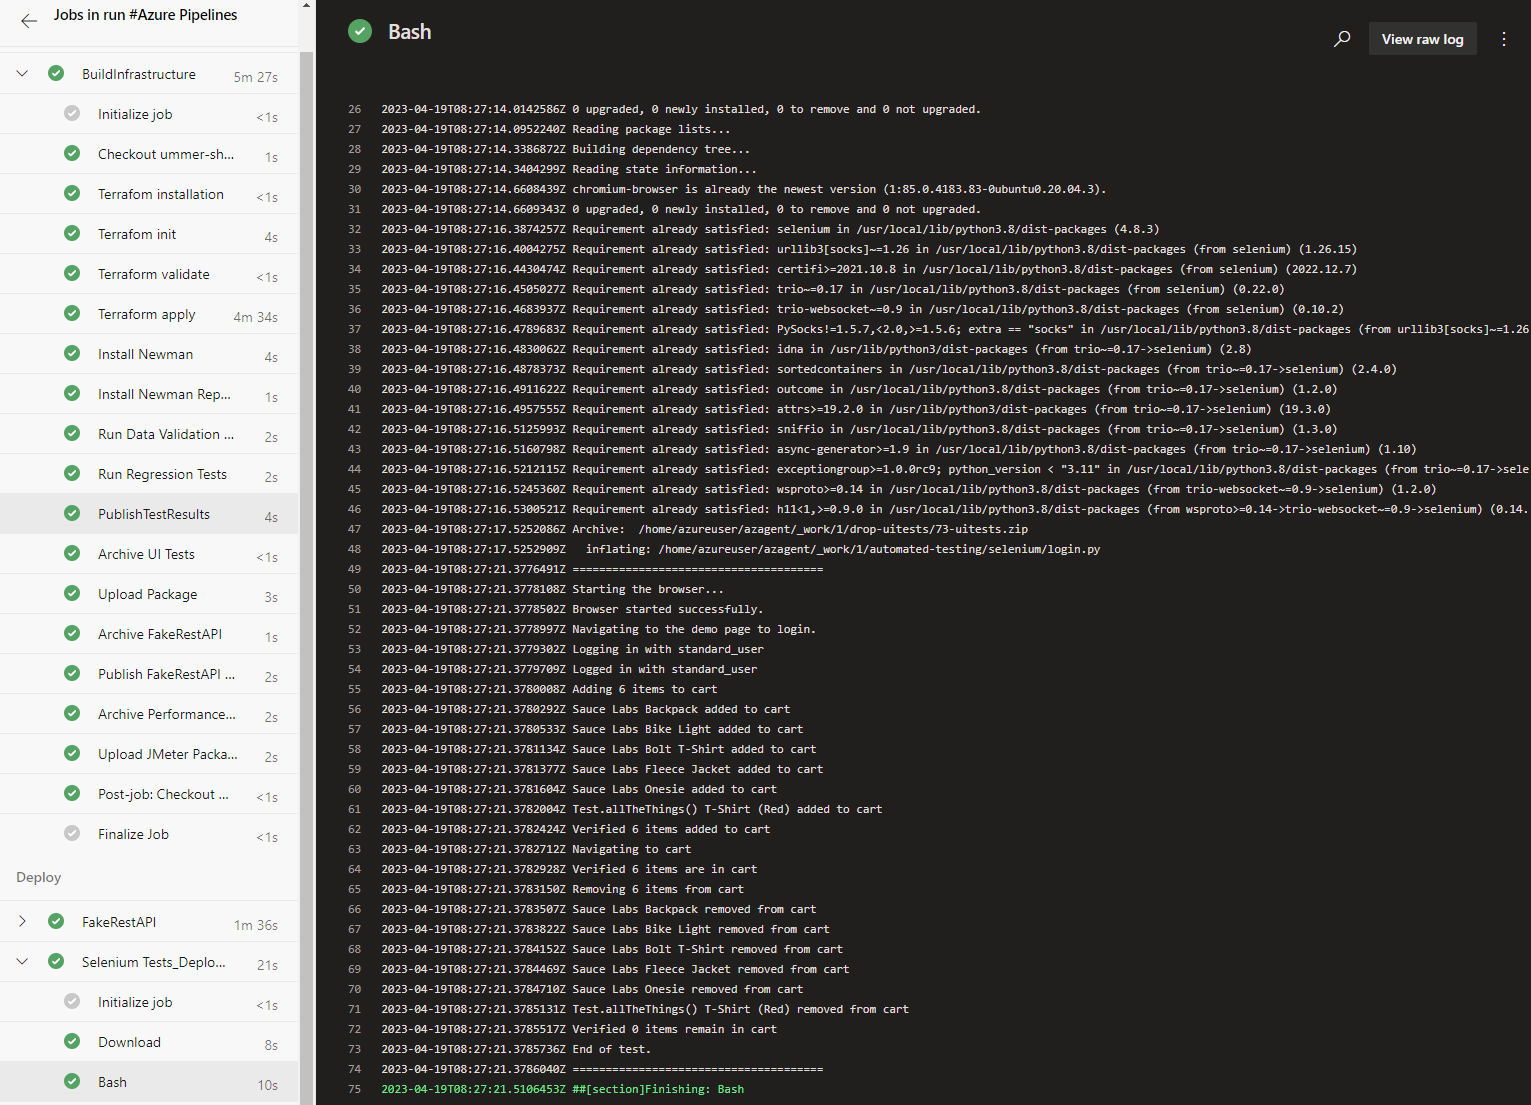 Jobs in run #Azure Pipelines
BuildInfrastructure 5m 27s
Initialize job <1s
Checkout ummer-sh... 1s
Terrafom installation <1s
Terrafom init 4s
Terraform validate <1s
Terraform apply 4m 34s
Install Newman 4s
Install Newman Rep... 1s
Run Data Validation ... 2s
Run Regression Tests 2s
PublishTestResults 4s
Archive UI Tests <1s
Upload Package 3s
Archive FakeRestAPI 1s
Publish FakeRestAPI ... 2s
Archive Performance... 2s
Upload JMeter Packa... 2s
Post-job: Checkout ... <1s
Finalize Job <1s
Deploy
FakeRestAPI 1m 36s
Selenium Tests_Deplo... 21s
Initialize job <1s
Download 8s
Bash 10s
Bash
View raw log
26 2023-04-19T08:27:14.0142586Z 0 upgraded, 0 newly installed, 0 to remove and 0 not upgraded.
27 2023-04-19T08:27:14.0952240Z Reading package lists...
28 2023-04-19T08:27:14.3386872Z Building dependency tree...
29 2023-04-19T08:27:14.3404299Z Reading state information...
30 2023-04-19T08:27:14.6608439Z chromium-browser is already the newest version (1:85.0.4183.83-0ubuntu0.20.04.3).
31 2023-04-19T08:27:14.6609343Z 0 upgraded, 0 newly installed, 0 to remove and 0 not upgraded.
32 2023-04-19T08:27:16.3874257Z Requirement already satisfied: selenium in /usr/local/lib/python3.8/dist-packages (4.8.3)
33 2023-04-19T08:27:16.4004275Z Requirement already satisfied: urllib3[socks]~=1.26 in /usr/local/lib/python3.8/dist-packages (from selenium) (1.26.15)
34 2023-04-19T08:27:16.4430474Z Requirement already satisfied: certifi>=2021.10.8 in /usr/local/lib/python3.8/dist-packages (from selenium) (2022.12.7)
35 2023-04-19T08:27:16.4505027Z Requirement already satisfied: trio~=0.17 in /usr/local/lib/python3.8/dist-packages (from selenium) (0.22.0)
36 2023-04-19T08:27:16.4683937Z Requirement already satisfied: trio-websocket~=0.9 in /usr/local/lib/python3.8/dist-packages (from selenium) (0.10.2)
37 2023-04-19T08:27:16.4789683Z Requirement already satisfied: PySocks!=1.5.7,<2.0,>=1.5.6; extra == "socks" in /usr/local/lib/python3.8/dist-packages (from urllib3[socks]~=1.26
38 2023-04-19T08:27:16.4830062Z Requirement already satisfied: idna in /usr/lib/python3/dist-packages (from trio~=0.17->selenium) (2.8)
39 2023-04-19T08:27:16.4878373Z Requirement already satisfied: sortedcontainers in /usr/local/lib/python3.8/dist-packages (from trio~=0.17->selenium) (2.4.0)
40 2023-04-19T08:27:16.4911622Z Requirement already satisfied: outcome in /usr/local/lib/python3.8/dist-packages (from trio~=0.17->selenium) (1.2.0)
41 2023-04-19T08:27:16.4957555Z Requirement already satisfied: attrs>=19.2.0 in /usr/lib/python3/dist-packages (from trio~=0.17->selenium) (19.3.0)
42 2023-04-19T08:27:16.5125993Z Requirement already satisfied: sniffio in /usr/local/lib/python3.8/dist-packages (from trio~=0.17->selenium) (1.3.0)
43 2023-04-19T08:27:16.5160798Z Requirement already satisfied: async-generator>=1.9 in /usr/local/lib/python3.8/dist-packages (from trio~=0.17->selenium) (1.10)
44 2023-04-19T08:27:16.5212115Z Requirement already satisfied: exceptiongroup>=1.0.0rc9; python_version < "3.11" in /usr/local/lib/python3.8/dist-packages (from trio~=0.17->sele
45 2023-04-19T08:27:16.5245360Z Requirement already satisfied: wsproto>=0.14 in /usr/local/lib/python3.8/dist-packages (from trio-websocket~=0.9->selenium) (1.2.0)
46 2023-04-19T08:27:16.5300521Z Requirement already satisfied: h11<1,>=0.9.0 in /usr/local/lib/python3.8/dist-packages (from wsproto>=0.14->trio-websocket~=0.9->selenium) (0.14.
47 2023-04-19T08:27:17.5252086Z Archive:  /home/azureuser/azagent/_work/1/drop-uitests/73-uitests.zip
48 2023-04-19T08:27:17.5252909Z   inflating: /home/azureuser/azagent/_work/1/automated-testing/selenium/login.py
49 2023-04-19T08:27:21.3776491Z ======================================
50 2023-04-19T08:27:21.3778108Z Starting the browser...
51 2023-04-19T08:27:21.3778502Z Browser started successfully.
52 2023-04-19T08:27:21.3778997Z Navigating to the demo page to login.
53 2023-04-19T08:27:21.3779302Z Logging in with standard_user
54 2023-04-19T08:27:21.3779709Z Logged in with standard_user
55 2023-04-19T08:27:21.3780008Z Adding 6 items to cart
56 2023-04-19T08:27:21.3780292Z Sauce Labs Backpack added to cart
57 2023-04-19T08:27:21.3780533Z Sauce Labs Bike Light added to cart
58 2023-04-19T08:27:21.3781134Z Sauce Labs Bolt T-Shirt added to cart
59 2023-04-19T08:27:21.3781377Z Sauce Labs Fleece Jacket added to cart
60 2023-04-19T08:27:21.3781604Z Sauce Labs Onesie added to cart
61 2023-04-19T08:27:21.3782004Z Test.allTheThings() T-Shirt (Red) added to cart
62 2023-04-19T08:27:21.3782424Z Verified 6 items added to cart
63 2023-04-19T08:27:21.3782712Z Navigating to cart
64 2023-04-19T08:27:21.3782928Z Verified 6 items are in cart
65 2023-04-19T08:27:21.3783150Z Removing 6 items from cart
66 2023-04-19T08:27:21.3783507Z Sauce Labs Backpack removed from cart
67 2023-04-19T08:27:21.3783822Z Sauce Labs Bike Light removed from cart
68 2023-04-19T08:27:21.3784152Z Sauce Labs Bolt T-Shirt removed from cart
69 2023-04-19T08:27:21.3784469Z Sauce Labs Fleece Jacket removed from cart
70 2023-04-19T08:27:21.3784710Z Sauce Labs Onesie removed from cart
71 2023-04-19T08:27:21.3785131Z Test.allTheThings() T-Shirt (Red) removed from cart
72 2023-04-19T08:27:21.3785517Z Verified 0 items remain in cart
73 2023-04-19T08:27:21.3785736Z End of test.
74 2023-04-19T08:27:21.3786040Z ======================================
75 2023-04-19T08:27:21.5106453Z ##[section]Finishing: Bash